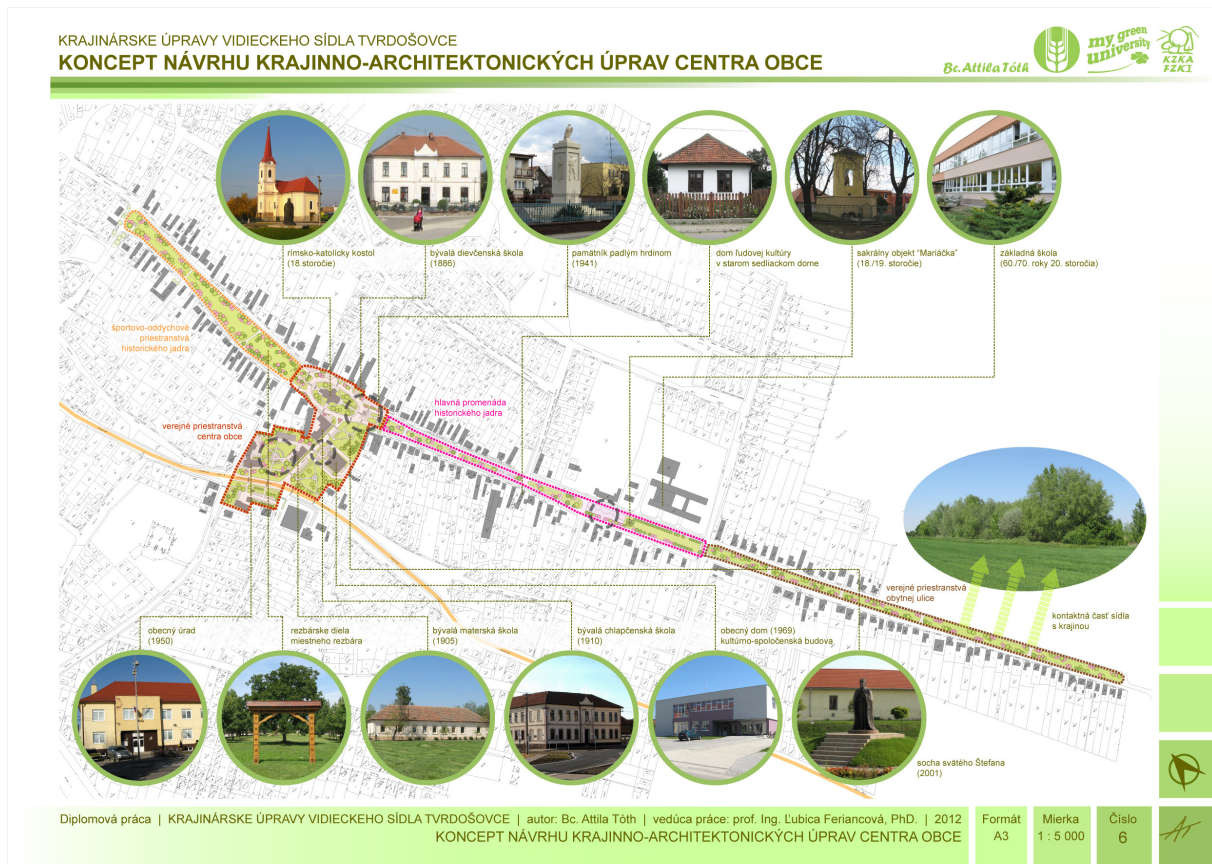 KRAJINÁRSKE ÚPRAVY VIDIECKEHO SÍDLA TVRDOŠOVCE
KONCEPT NÁVRHU KRAJINNO-ARCHITEKTONICKÝCH ÚPRAV CENTRA OBCE
Bc. Attila Tóth
my green
university
KZKA
FZKI
rímsko-katolícky kostol
(18.storočie)
bývalá dievčenská škola
(1886)
pamätník padlým hrdinom
(1941)
dom ľudovej kultúry
v starom sedliackom dome
sakrálny objekt "Mariáčka"
(18./19. storočie)
základná škola
(60./70. roky 20. storočia)
športovo-oddychové
priestranstvá
historického jadra
verejné priestranstvá
centra obce
hlavná promenáda
historického jadra
verejné priestranstvá
obytnej ulice
kontaktná časť sídla
s krajinou
obecný úrad
(1950)
rezbárske diela
miestneho rezbára
bývalá materská škola
(1905)
bývalá chlapčenská škola
(1910)
obecný dom (1969)
kultúrno-spoločenská budova
socha svätého Štefana
(2001)
Diplomová práca | KRAJINÁRSKE ÚPRAVY VIDIECKEHO SÍDLA TVRDOŠOVCE | autor: Bc. Attila Tóth | vedúca práce: prof. Ing. Ľubica Feriancová, PhD. | 2012
KONCEPT NÁVRHU KRAJINNO-ARCHITEKTONICKÝCH ÚPRAV CENTRA OBCE
Formát
A3
Mierka
1 : 5 000
Číslo
6